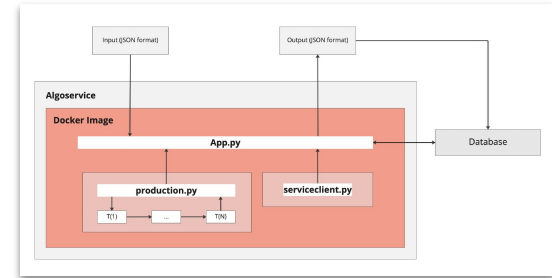 Input (JSON format)
Output (JSON format)
Algoservice
Docker Image
App.py
Database
production.py
serviceclient.py
T(1)
...
T(N)